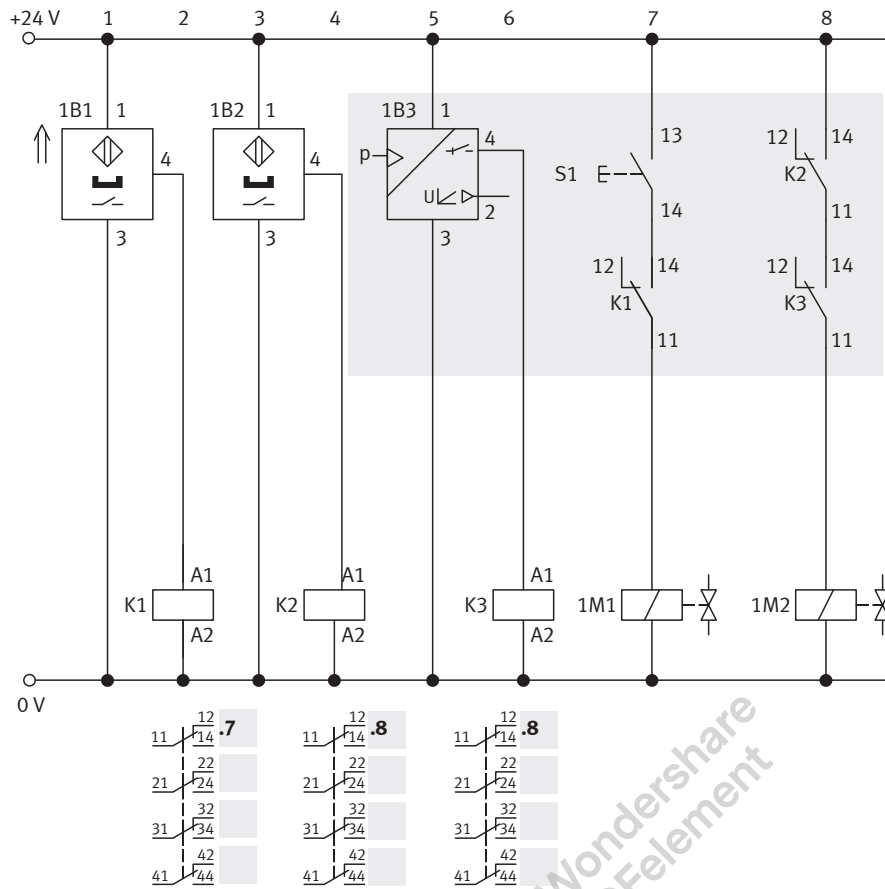 +24 V 1 2 3 4 5 6 7 8
1B1 1 1B2 1 1B3 1
4 4 p 4
U 2
3 3 3
13
S1
14
12 14 12 14
K1 K2
11 11
12 14
K3
11
A1 A1 A1
K1 K2 K3 1M1 1M2
A2 A2 A2
0 V
12 12 12
11 14 .7 11 14 .8 11 14 .8
22 22 22
21 24 21 24 21 24
32 32 32
31 34 31 34 31 34
42 42 42
41 44 41 44 41 44
Wondershare
PDFelement